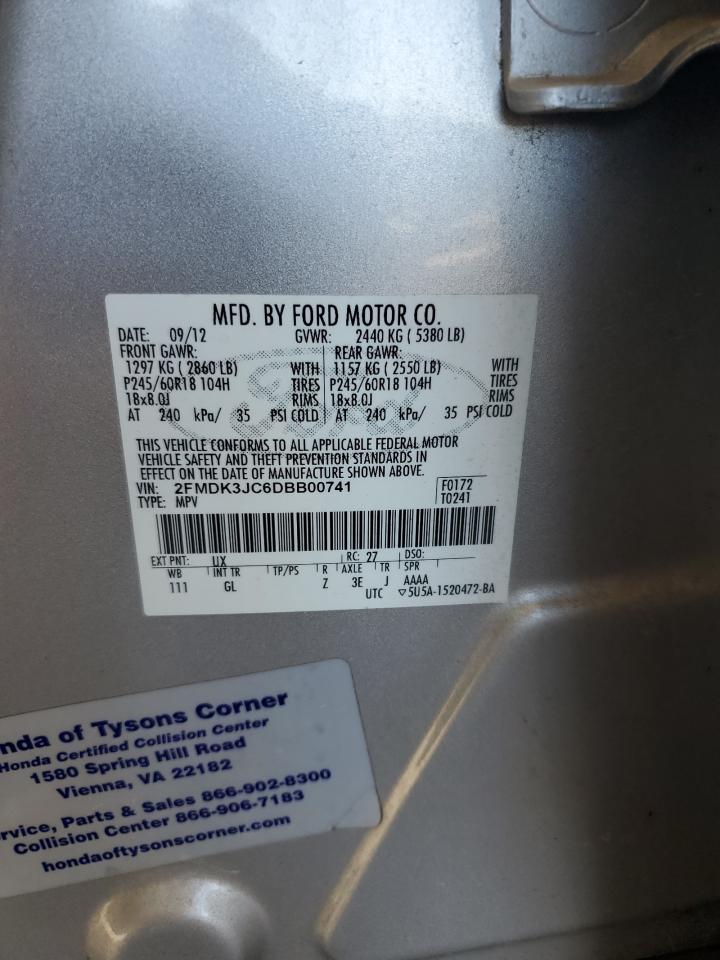 MFD. BY FORD MOTOR CO.
DATE: 09/12 GVWR: 2440 KG ( 5380 LB)
FRONT GAWR: REAR GAWR:
1297 KG ( 2860 LB) WITH 1157 KG ( 2550 LB) WITH
P245/60R18 104H TIRES P245/60R18 104H TIRES
18x8.0J RIMS 18x8.0J RIMS
AT 240 kPa/ 35 PSI COLD AT 240 kPa/ 35 PSI COLD
Ford
THIS VEHICLE CONFORMS TO ALL APPLICABLE FEDERAL MOTOR
VEHICLE SAFETY AND THEFT PREVENTION STANDARDS IN
EFFECT ON THE DATE OF MANUFACTURE SHOWN ABOVE.
VIN: 2FMDK3JC6DBB00741 F0172
TYPE: MPV T0241
EXT PNT: UX RC: 27 DSO:
WB INT TR TP/PS R AXLE TR SPR
111 GL Z 3E J AAAA
UTC ▽5U5A-1520472-BA
nda of Tysons Corner
Honda Certified Collision Center
1580 Spring Hill Road
Vienna, VA 22182
rvice, Parts & Sales 866-902-8300
Collision Center 866-906-7183
hondaoftysonscorner.com